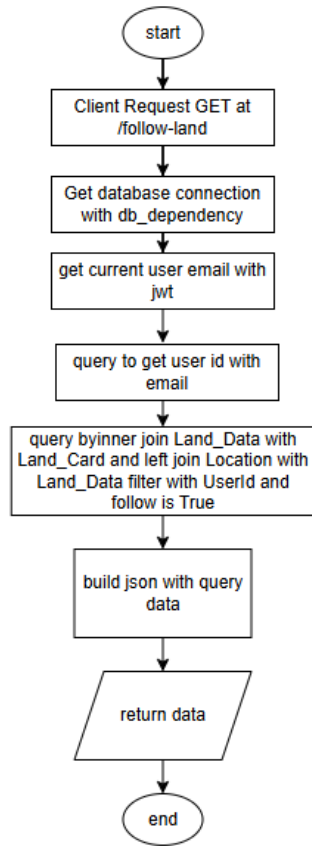 start
Client Request GET at
/follow-land
Get database connection
with db_dependency
get current user email with
jwt
query to get user id with
email
query byinner join Land_Data with
Land_Card and left join Location with
Land_Data filter with UserId and
follow is True
build json with query
data
return data
end